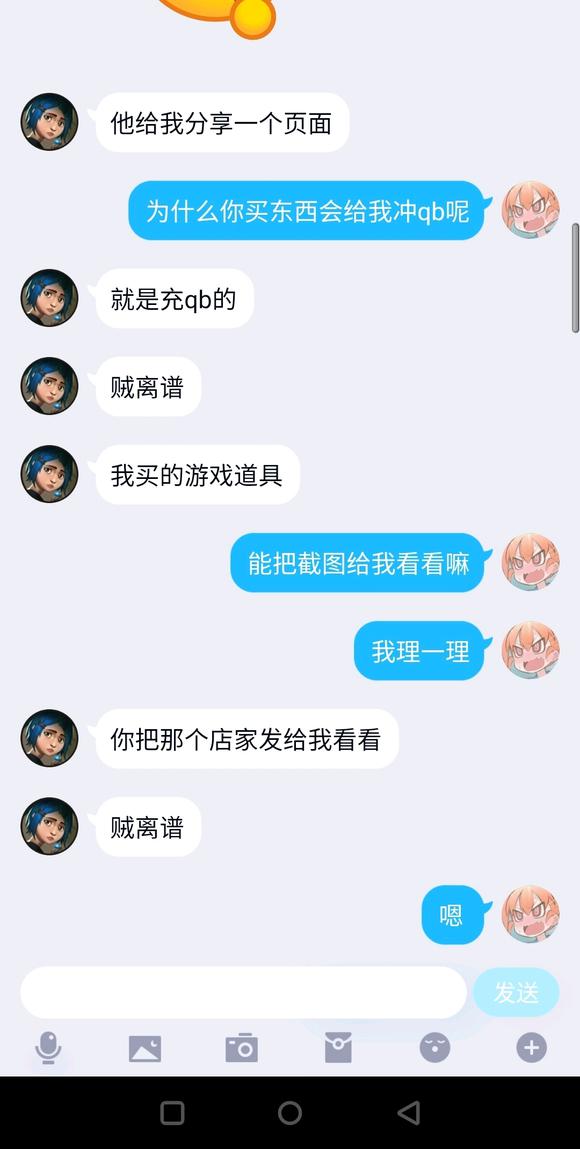 他给我分享一个页面
为什么你买东西会给我冲qb呢
就是充qb的
贼离谱
我买的游戏道具
能把截图给我看看嘛
我理一理
你把那个店家发给我看看
贼离谱
嗯
发送